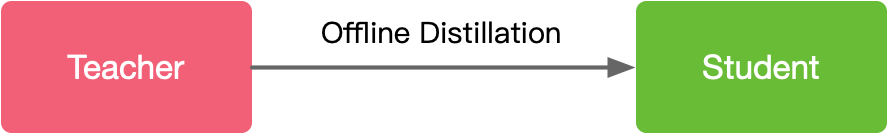 Offline Distillation
Teacher
Student